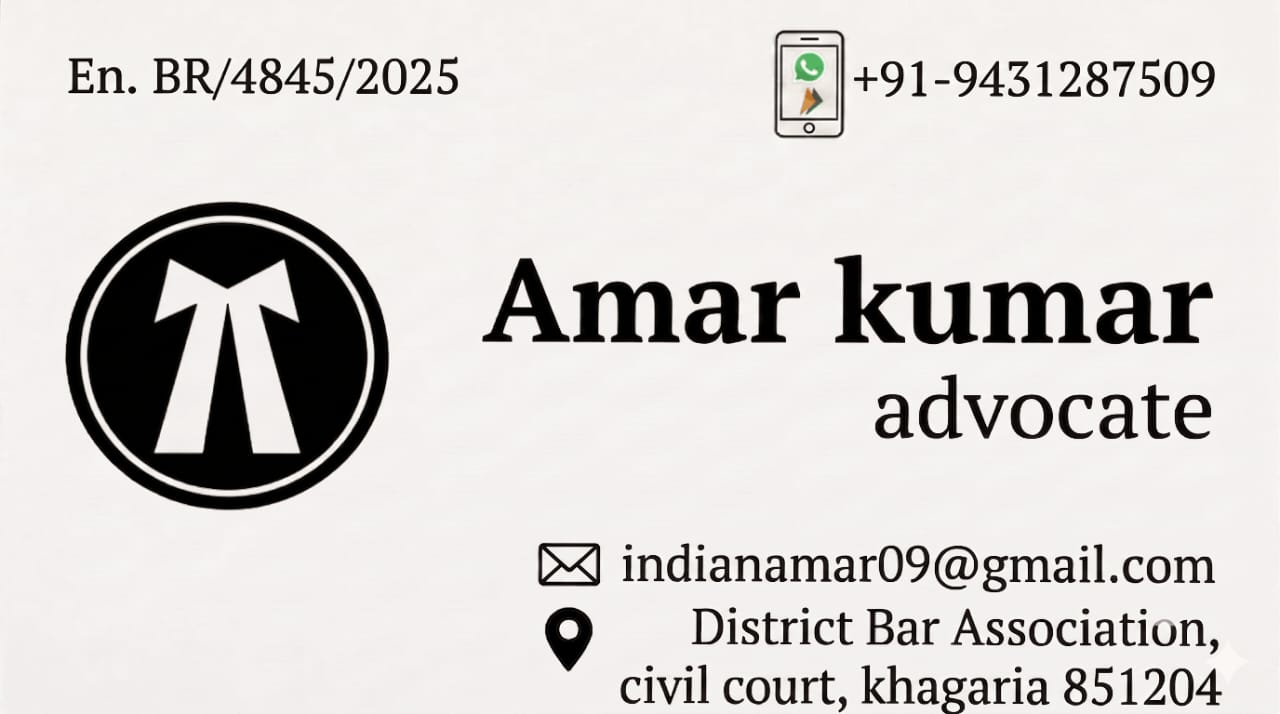 En. BR/4845/2025
+91-9431287509
Amar kumar
advocate
indianamar09@gmail.com
District Bar Association,
civil court, khagaria 851204